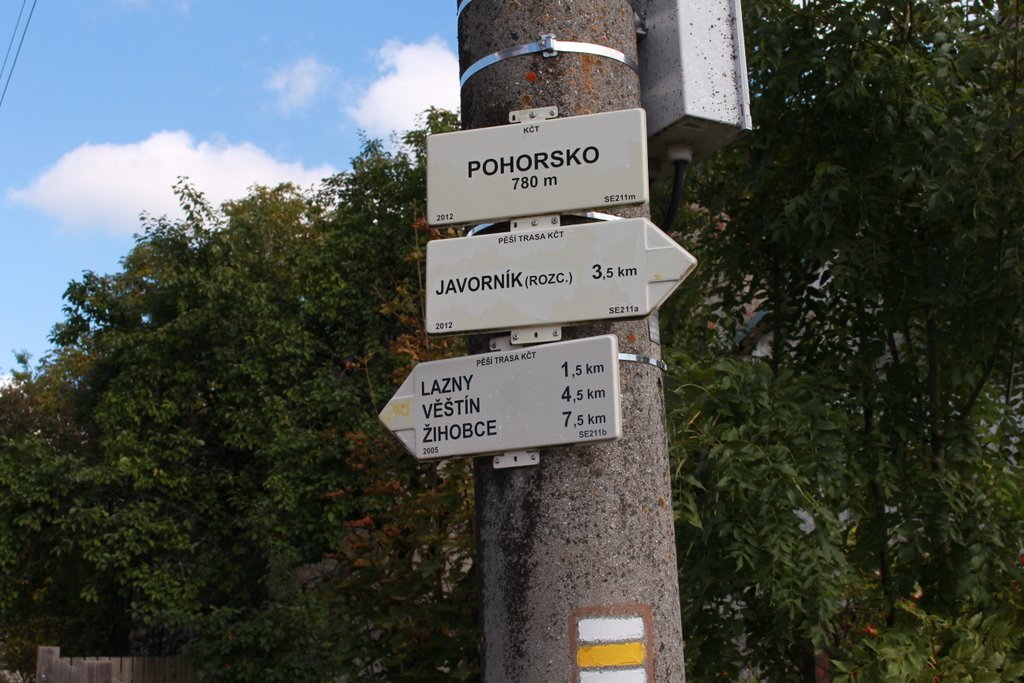 KČT
POHORSKO
780 m
2012 SE211m
PĚŠÍ TRASA KČT
JAVORNÍK (ROZC.) 3,5 km
2012 SE211a
PĚŠÍ TRASA KČT
LAZNY 1,5 km
VĚŠTÍN 4,5 km
ŽIHOBCE 7,5 km
2005 SE211b